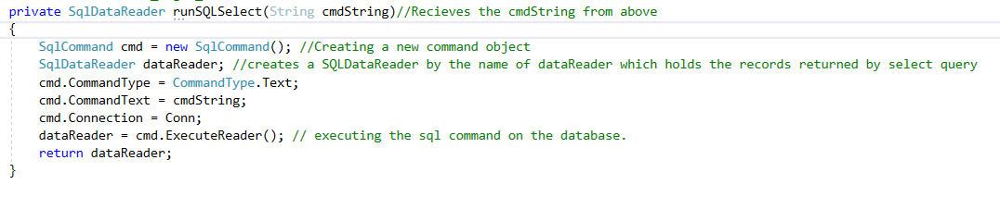 private SqlDataReader runSQLSelect(String cmdString)//Recieves the cmdString from above
{
SqlCommand cmd = new SqlCommand(); //Creating a new command object
SqlDataReader dataReader; //creates a SQLDataReader by the name of dataReader which holds the records returned by select query
cmd.CommandType = CommandType.Text;
cmd.CommandText = cmdString;
cmd.Connection = Conn;
dataReader = cmd.ExecuteReader(); // executing the sql command on the database.
return dataReader;
}